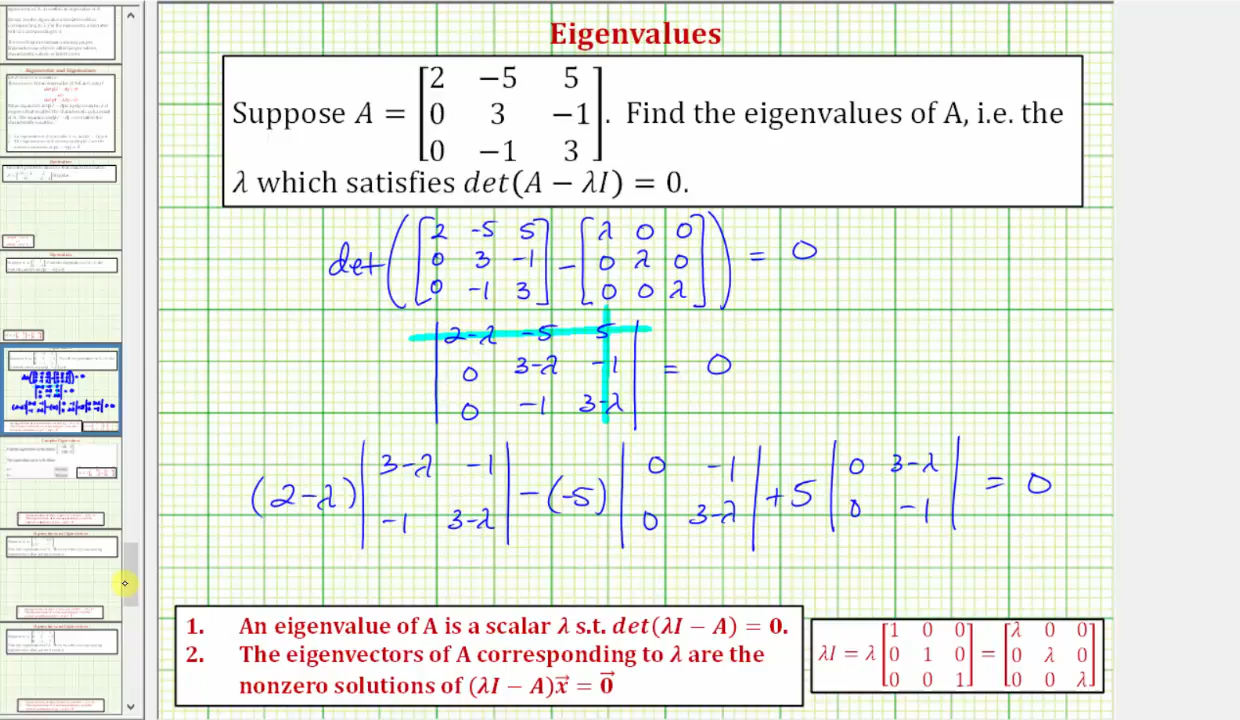 Eigenvalues
Suppose A = [2 −5 5; 0 3 −1; 0 −1 3]. Find the eigenvalues of A, i.e. the
λ which satisfies det(A − λI) = 0.
det([2 -5 5; 0 3 -1; 0 -1 3] − [λ 0 0; 0 λ 0; 0 0 λ]) = 0
|2-λ -5 5; 0 3-λ -1; 0 -1 3-λ| = 0
(2-λ)|3-λ -1; -1 3-λ| −(-5)|0 -1; 0 3-λ| +5|0 3-λ; 0 -1| = 0
1. An eigenvalue of A is a scalar λ s.t. det(λI − A) = 0.
2. The eigenvectors of A corresponding to λ are the
nonzero solutions of (λI − A)x⃗ = 0⃗
λI = λ[1 0 0; 0 1 0; 0 0 1] = [λ 0 0; 0 λ 0; 0 0 λ]